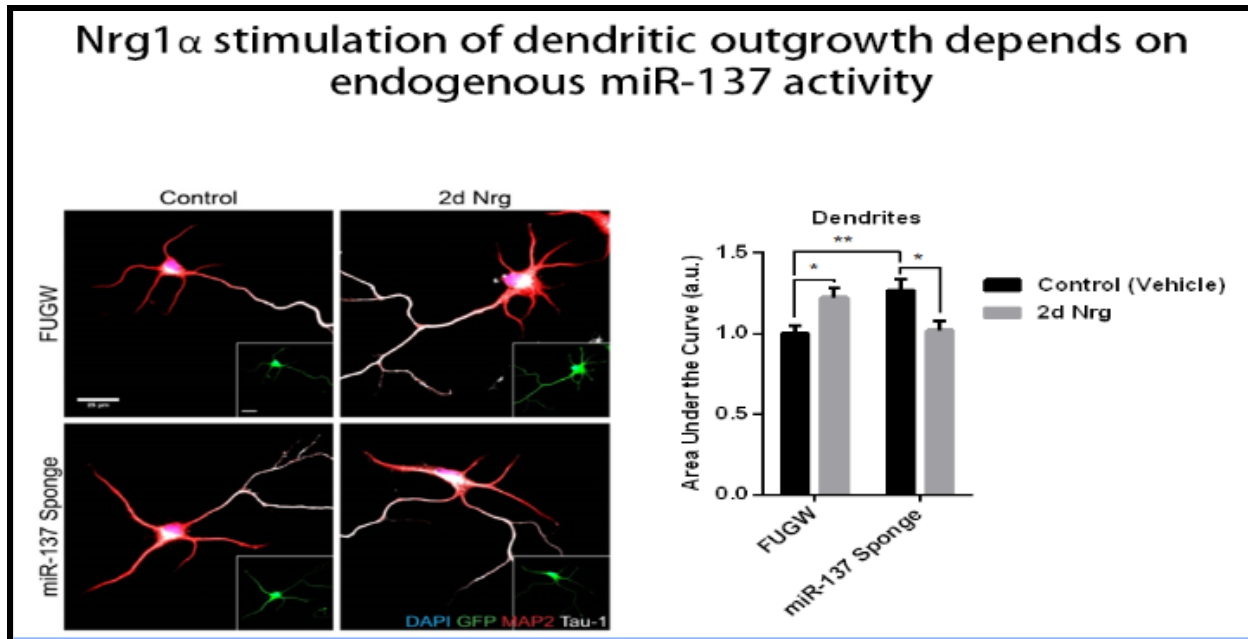 Nrg1α stimulation of dendritic outgrowth depends on
endogenous miR-137 activity
Control
2d Nrg
FUGW
miR-137 Sponge
25 µm
DAPI GFP MAP2 Tau-1
Dendrites
Area Under the Curve (a.u.)
1.5
1.0
0.5
0.0
**
*
*
FUGW
miR-137 Sponge
Control (Vehicle)
2d Nrg